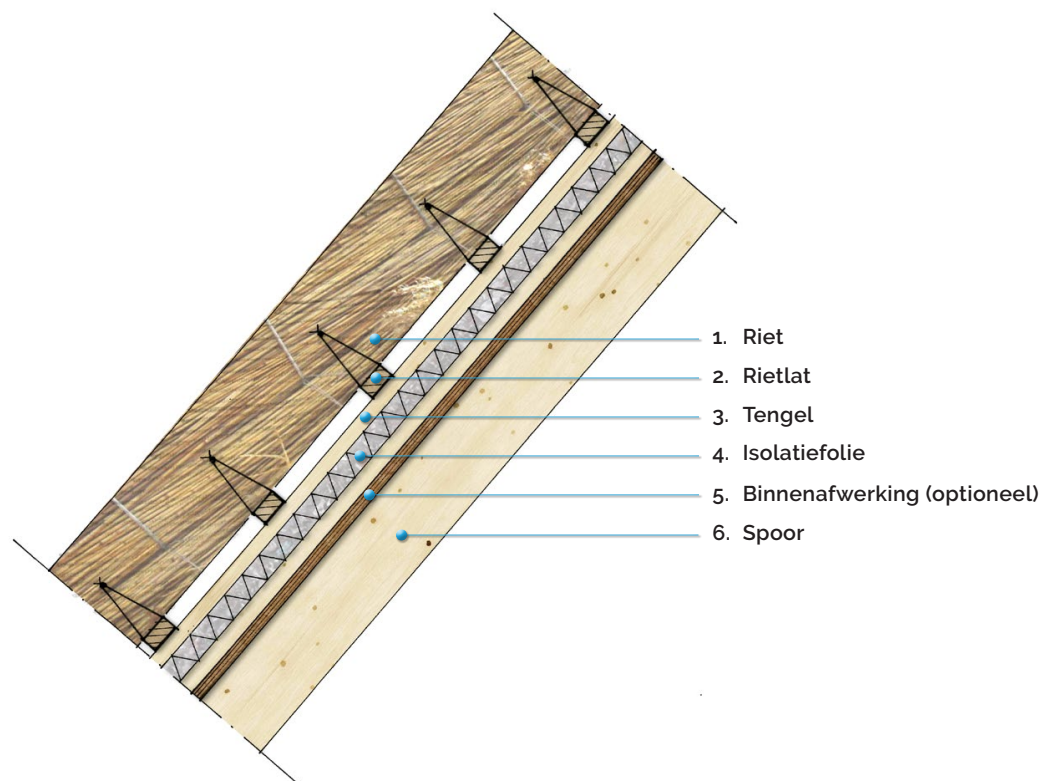 1. Riet
2. Rietlat
3. Tengel
4. Isolatiefolie
5. Binnenafwerking (optioneel)
6. Spoor